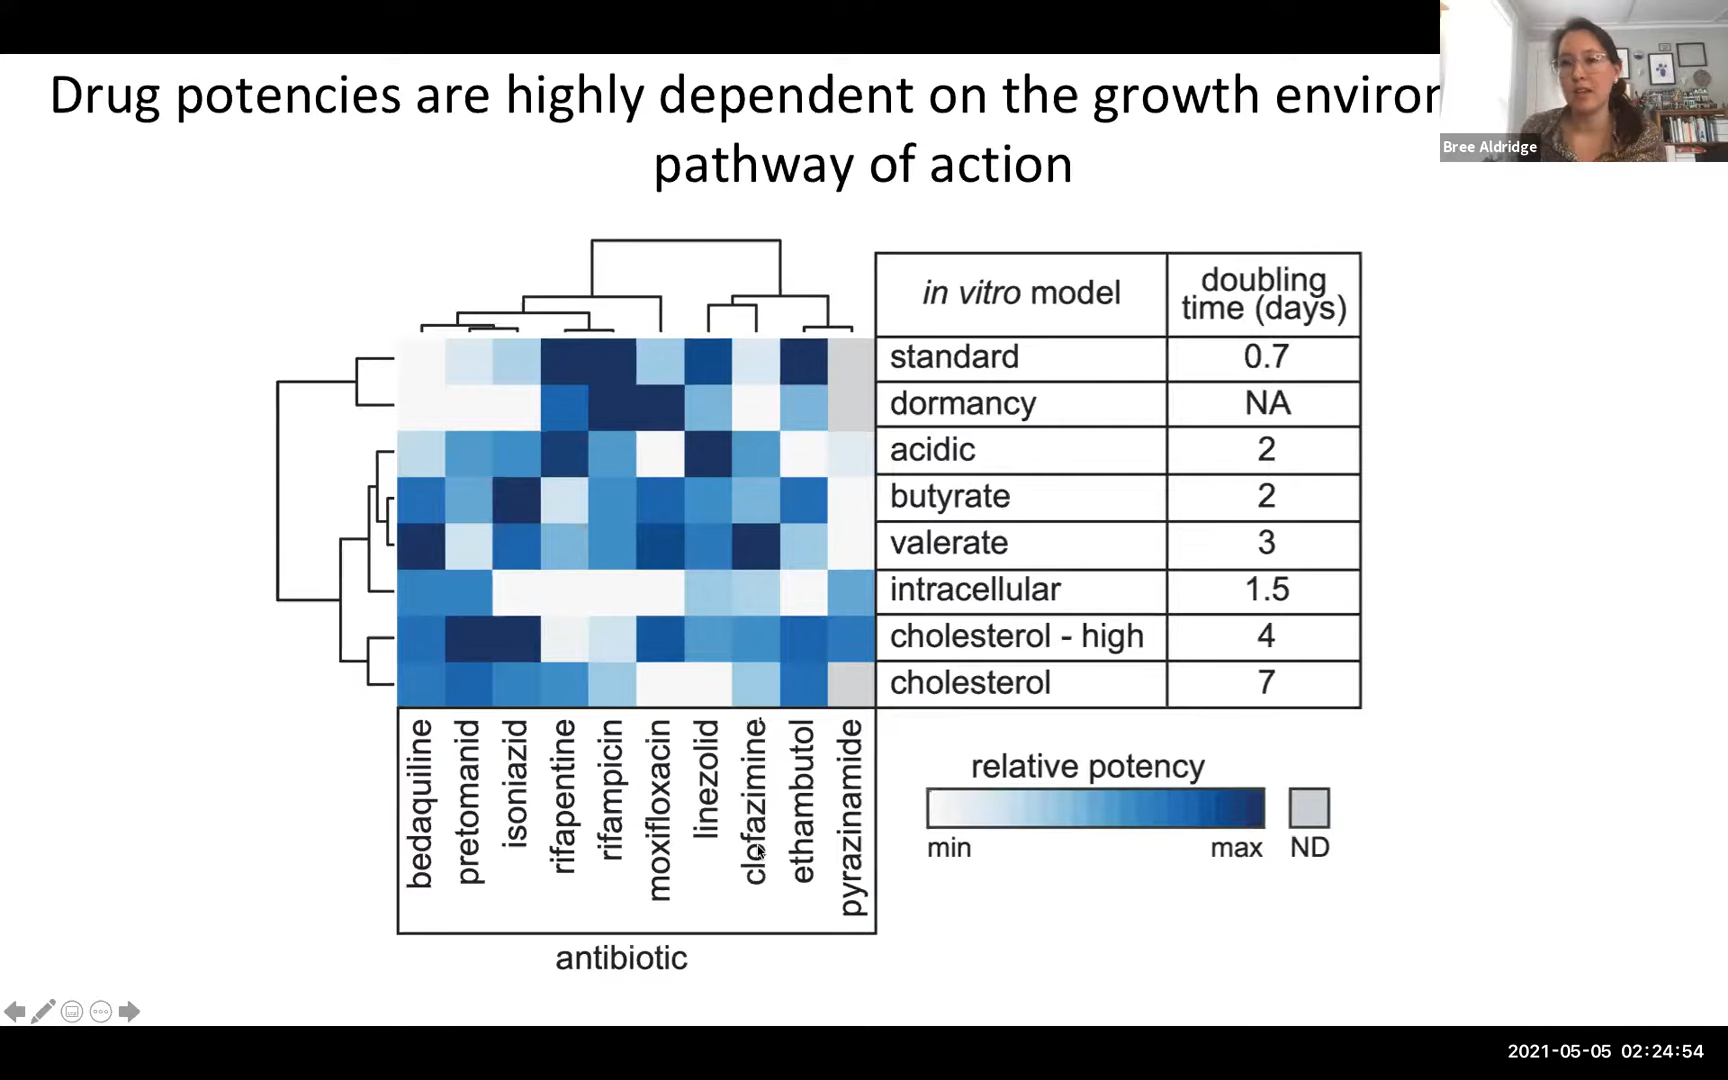 Drug potencies are highly dependent on the growth
pathway of action
Bree Aldridge
in vitro model
doubling
time (days)
standard 0.7
dormancy NA
acidic 2
butyrate 2
valerate 3
intracellular 1.5
cholesterol - high 4
cholesterol 7
bedaquiline
pretomanid
isoniazid
rifapentine
rifampicin
moxifloxacin
linezolid
clofazimine
ethambutol
pyrazinamide
antibiotic
relative potency
min max ND
2021-05-05 02:24:54